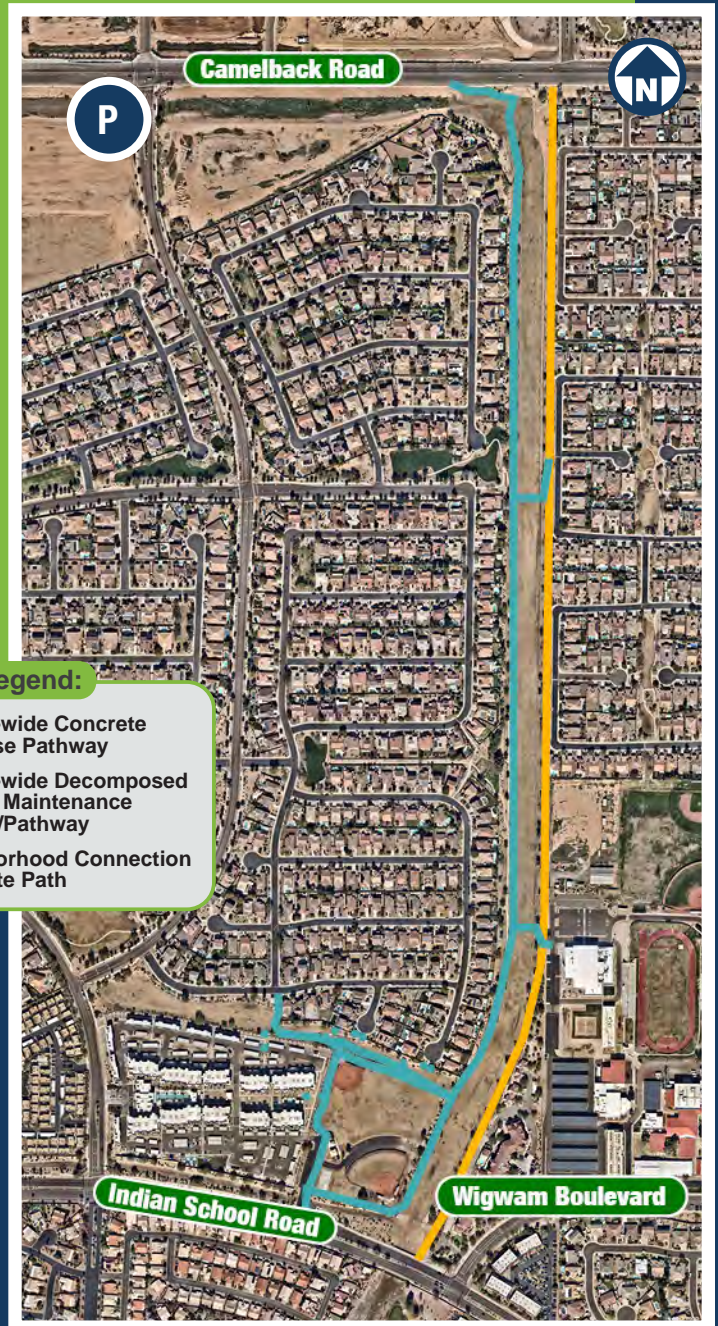 Camelback Road
N
P
egend:
wide Concrete
se Pathway
wide Decomposed
Maintenance
/Pathway
orhood Connection
te Path
Indian School Road
Wigwam Boulevard